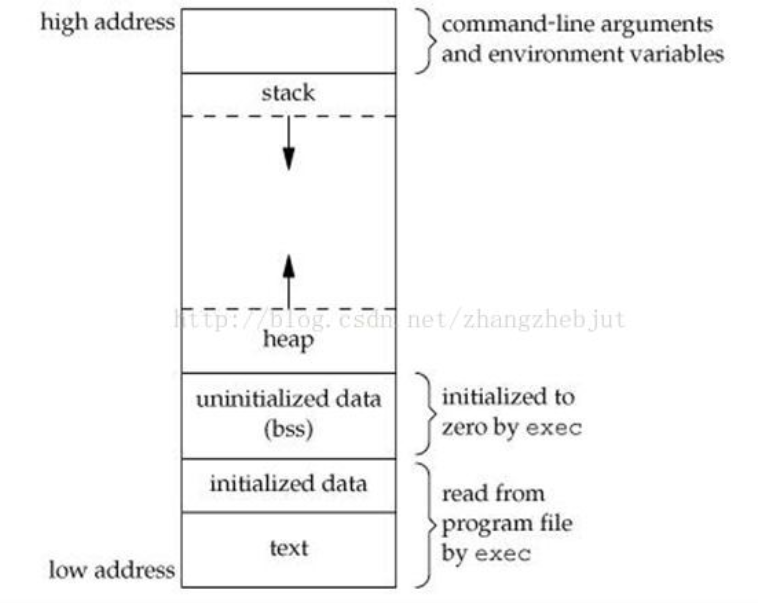 high address
command-line arguments
and environment variables
stack
http://blog.csdn.net/zhangzhebjut
heap
uninitialized data
(bss)
initialized to
zero by exec
initialized data
read from
program file
by exec
text
low address